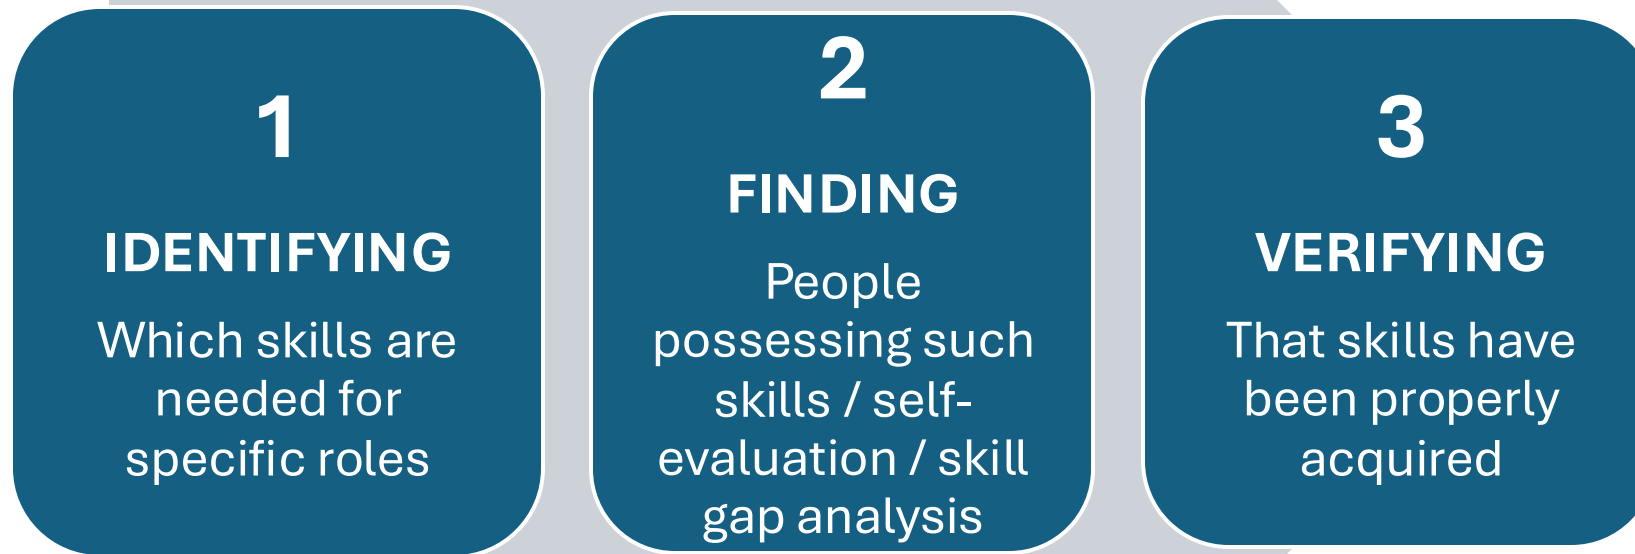 1
IDENTIFYING
Which skills are
needed for
specific roles
2
FINDING
People
possessing such
skills / self-
evaluation / skill
gap analysis
3
VERIFYING
That skills have
been properly
acquired